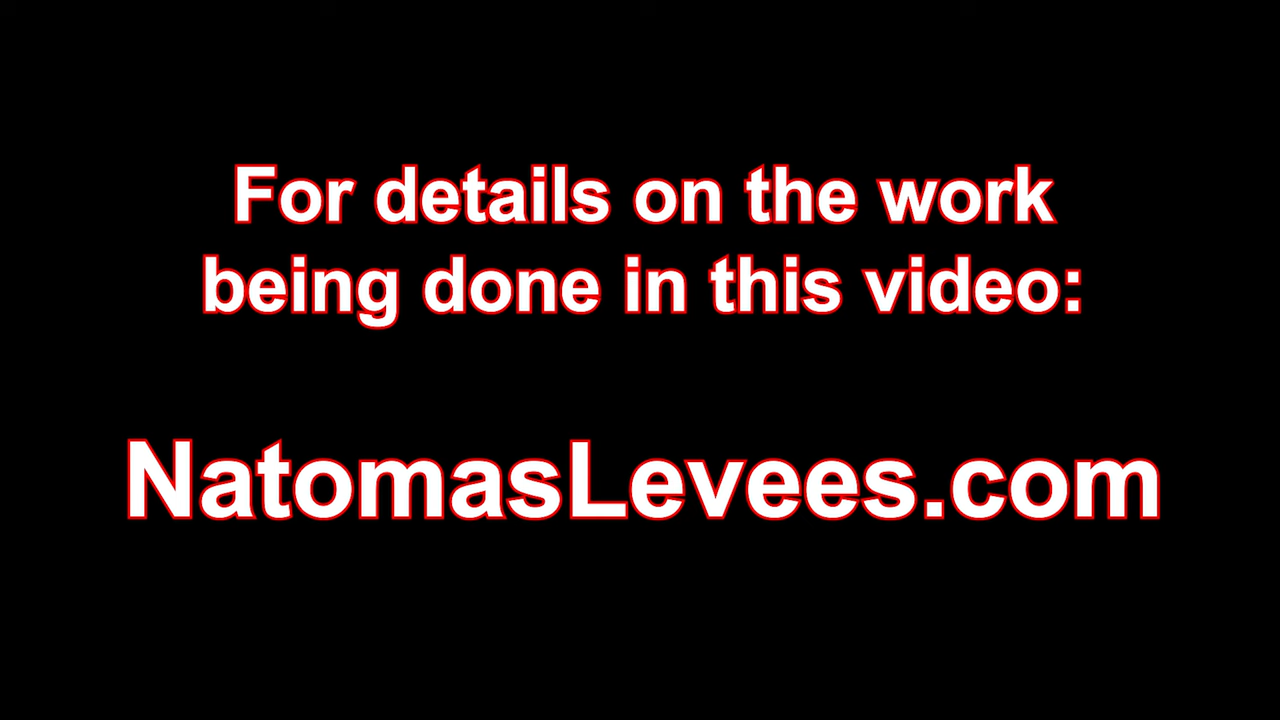 For details on the work
being done in this video:
NatomasLevees.com